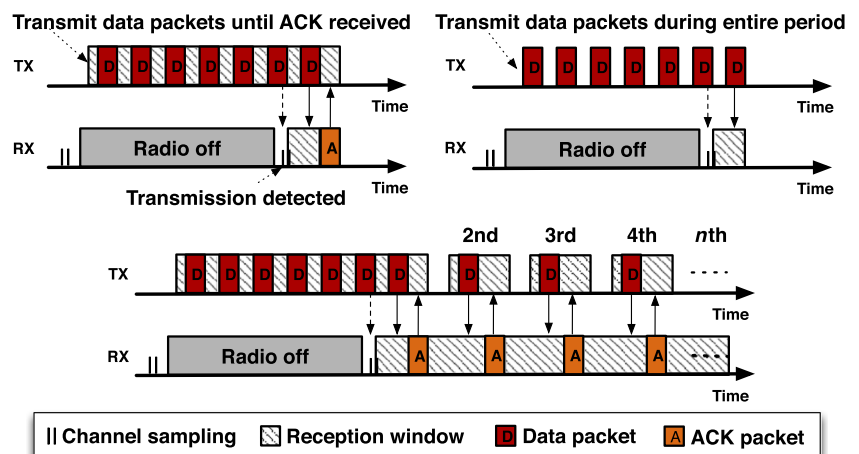 Transmit data packets until ACK received
TX
D D D D D D D
Time
RX
Radio off
A
Time
Transmission detected
Transmit data packets during entire period
TX
D D D D D D D
Time
RX
Radio off
Time
2nd 3rd 4th nth
TX
D D D D D D D D D D
Time
RX
Radio off
A A A A
Time
Channel sampling
Reception window
D Data packet
A ACK packet